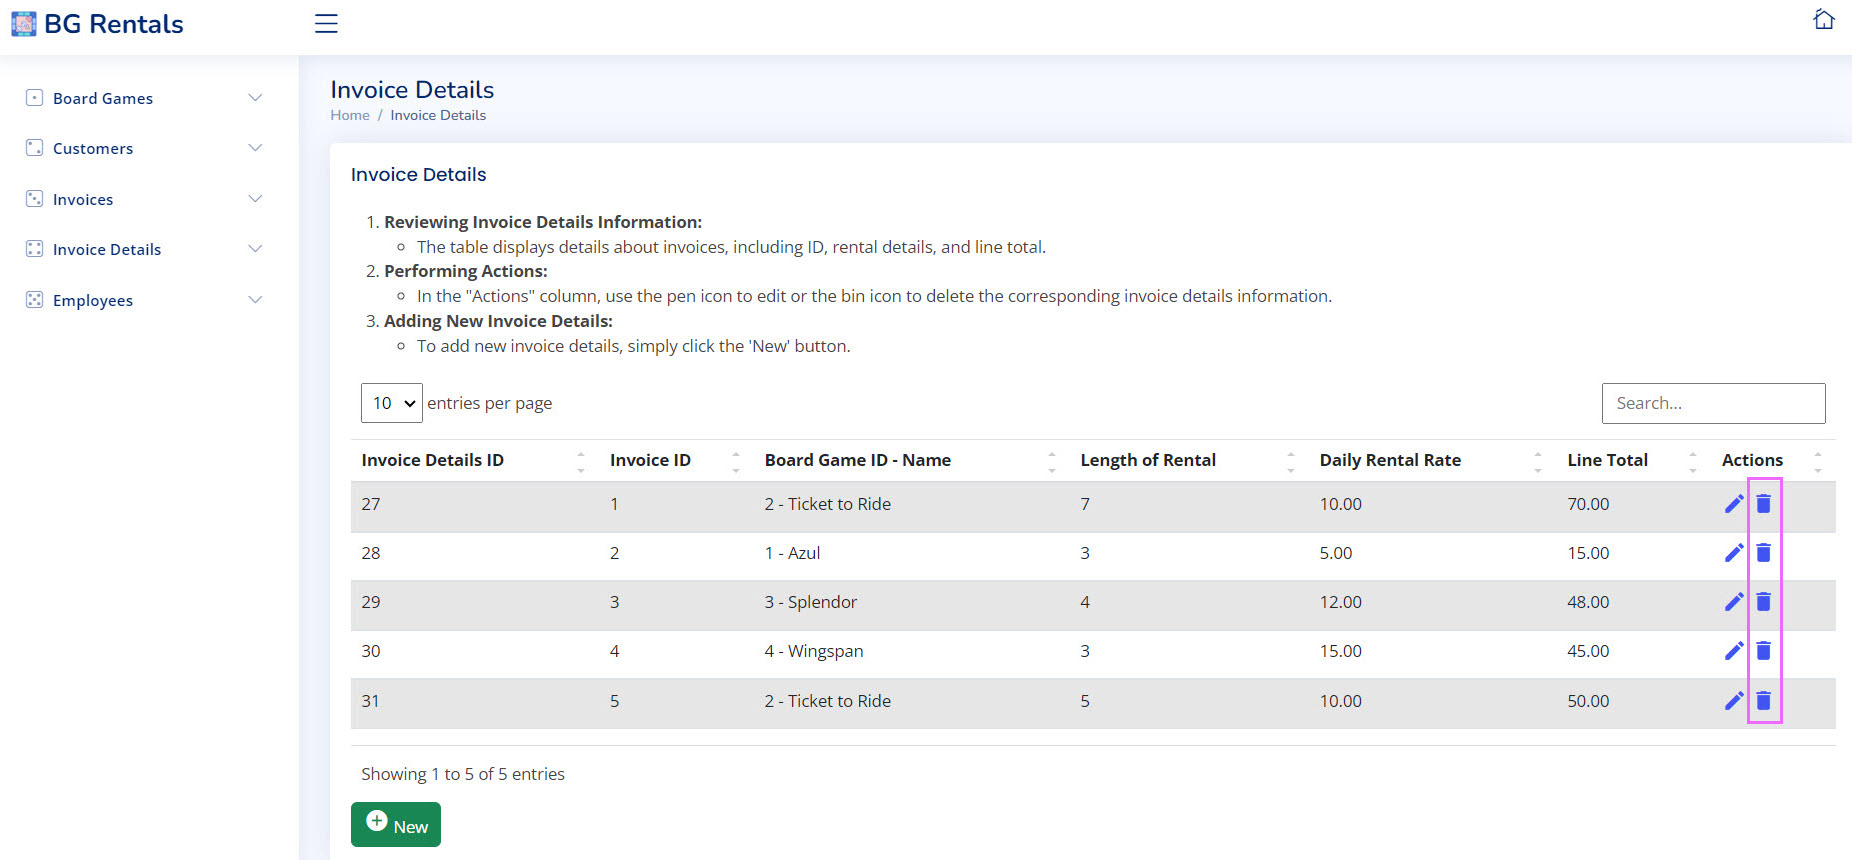 BG Rentals
Board Games
Customers
Invoices
Invoice Details
Employees
Invoice Details
Home / Invoice Details
Invoice Details
1. Reviewing Invoice Details Information:
◦ The table displays details about invoices, including ID, rental details, and line total.
2. Performing Actions:
◦ In the "Actions" column, use the pen icon to edit or the bin icon to delete the corresponding invoice details information.
3. Adding New Invoice Details:
◦ To add new invoice details, simply click the 'New' button.
10 entries per page
Search...
Invoice Details ID Invoice ID Board Game ID - Name Length of Rental Daily Rental Rate Line Total Actions
27 1 2 - Ticket to Ride 7 10.00 70.00
28 2 1 - Azul 3 5.00 15.00
29 3 3 - Splendor 4 12.00 48.00
30 4 4 - Wingspan 3 15.00 45.00
31 5 2 - Ticket to Ride 5 10.00 50.00
Showing 1 to 5 of 5 entries
New